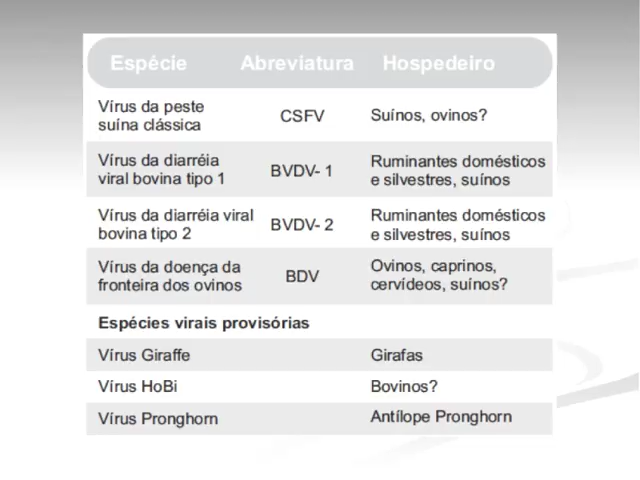 Espécie Abreviatura Hospedeiro
Vírus da peste
suína clássica
CSFV
Suínos, ovinos?
Vírus da diarréia
viral bovina tipo 1
BVDV- 1
Ruminantes domésticos
e silvestres, suínos
Vírus da diarréia viral
bovina tipo 2
BVDV- 2
Ruminantes domésticos
e silvestres, suínos
Vírus da doença da
fronteira dos ovinos
BDV
Ovinos, caprinos,
cervídeos, suínos?
Espécies virais provisórias
Vírus Giraffe Girafas
Vírus HoBi Bovinos?
Vírus Pronghorn Antílope Pronghorn